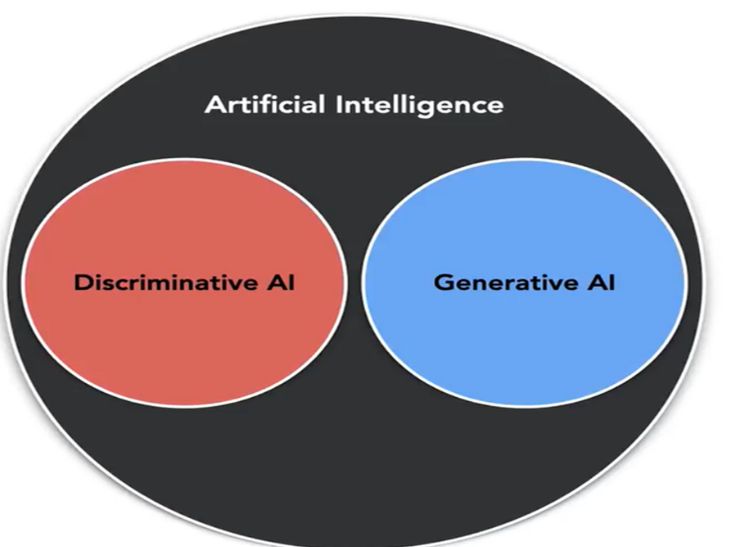 Artificial Intelligence
Discriminative AI
Generative AI